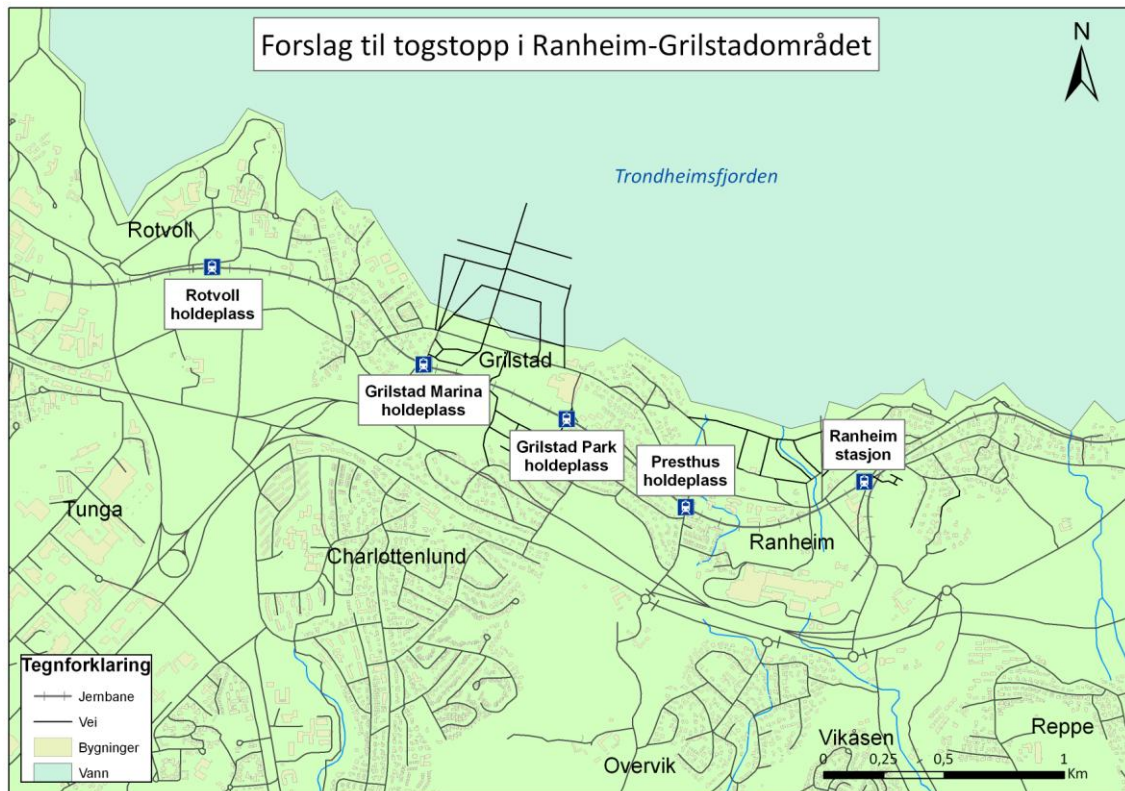 Forslag til togstopp i Ranheim-Grilstadområdet
N
Trondheimsfjorden
Rotvoll
Rotvoll
holdeplass
Grilstad
Grilstad Marina
holdeplass
Grilstad Park
holdeplass
Ranheim
stasjon
Presthus
holdeplass
Tunga
Ranheim
Charlottenlund
Tegnforklaring
Jernbane
Vei
Bygninger
Vann
Reppe
Vikåsen
Overvik
0 0,25 0,5 1
Km